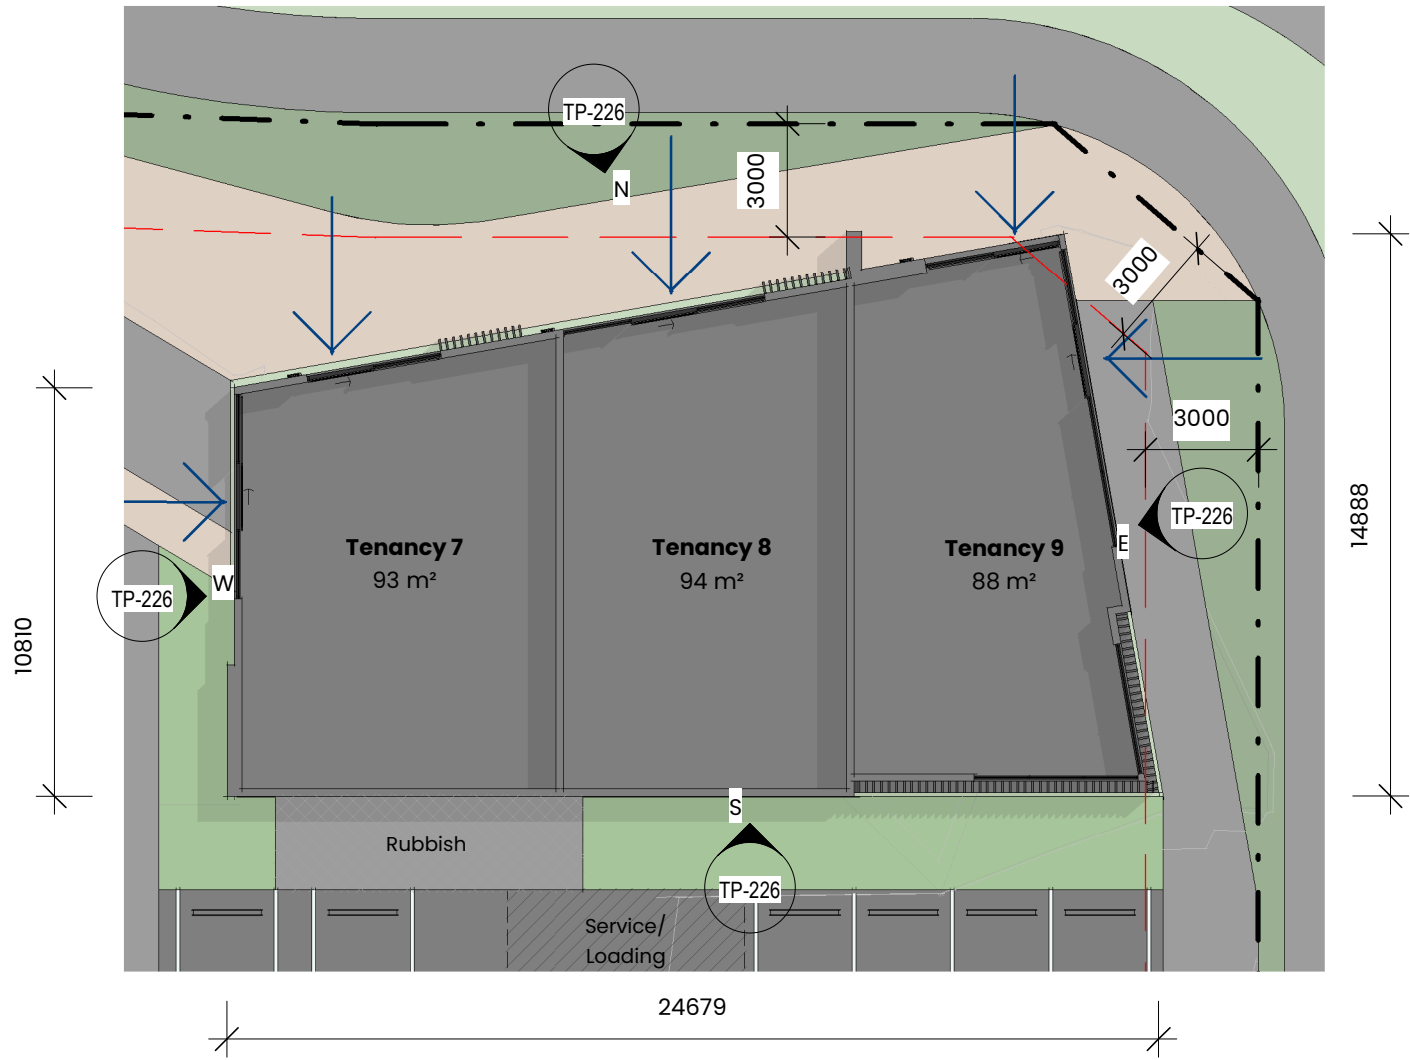 TP-226
N
3000
3000
3000
14888
10810
Tenancy 7
93 m²
Tenancy 8
94 m²
Tenancy 9
88 m²
TP-226
E
W
TP-226
S
TP-226
Rubbish
Service/
Loading
24679